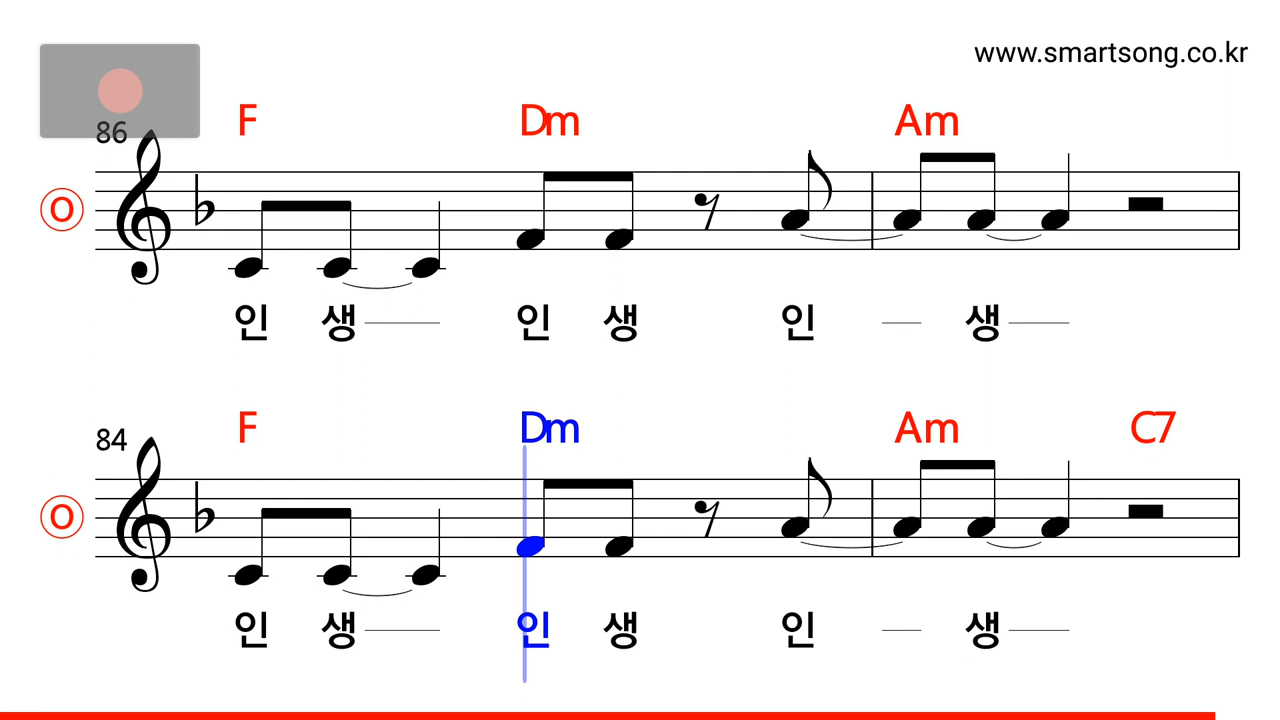 www.smartsong.co.kr
F Dm Am
86
O
인 생 인 생 인 생
F Dm Am C7
84
O
인 생 인 생 인 생